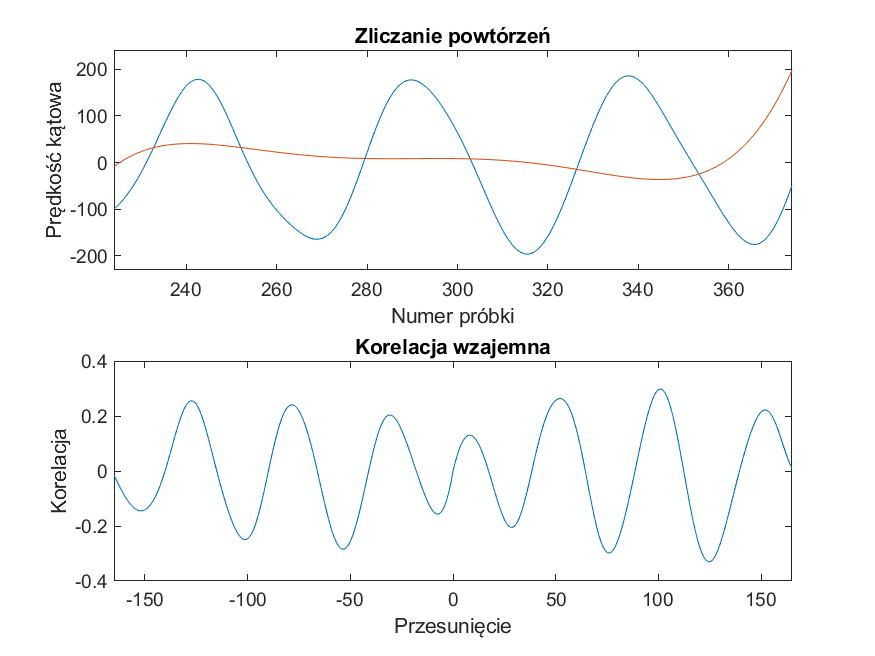 Zliczanie powtórzeń
200
100
0
-100
-200
Prędkość kątowa
240 260 280 300 320 340 360
Numer próbki
Korelacja wzajemna
0.4
0.2
0
-0.2
-0.4
Korelacja
-150 -100 -50 0 50 100 150
Przesunięcie